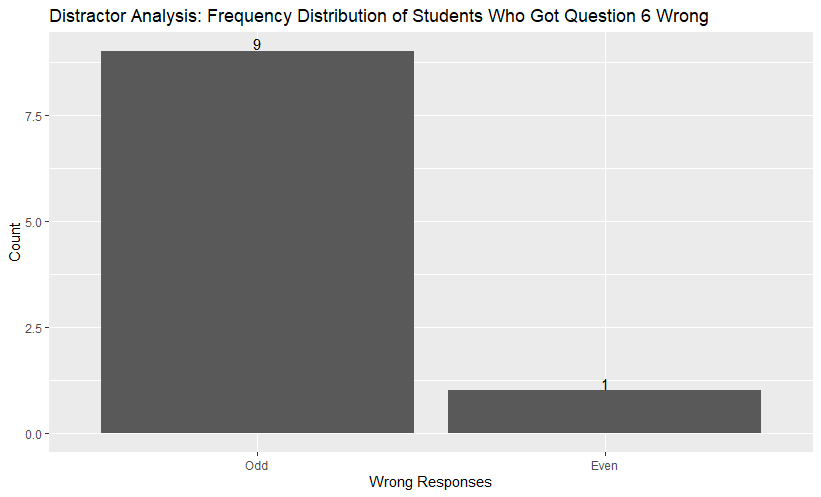 Distractor Analysis: Frequency Distribution of Students Who Got Question 6 Wrong
9
7.5
Count
5.0
2.5
1
0.0
Odd
Even
Wrong Responses